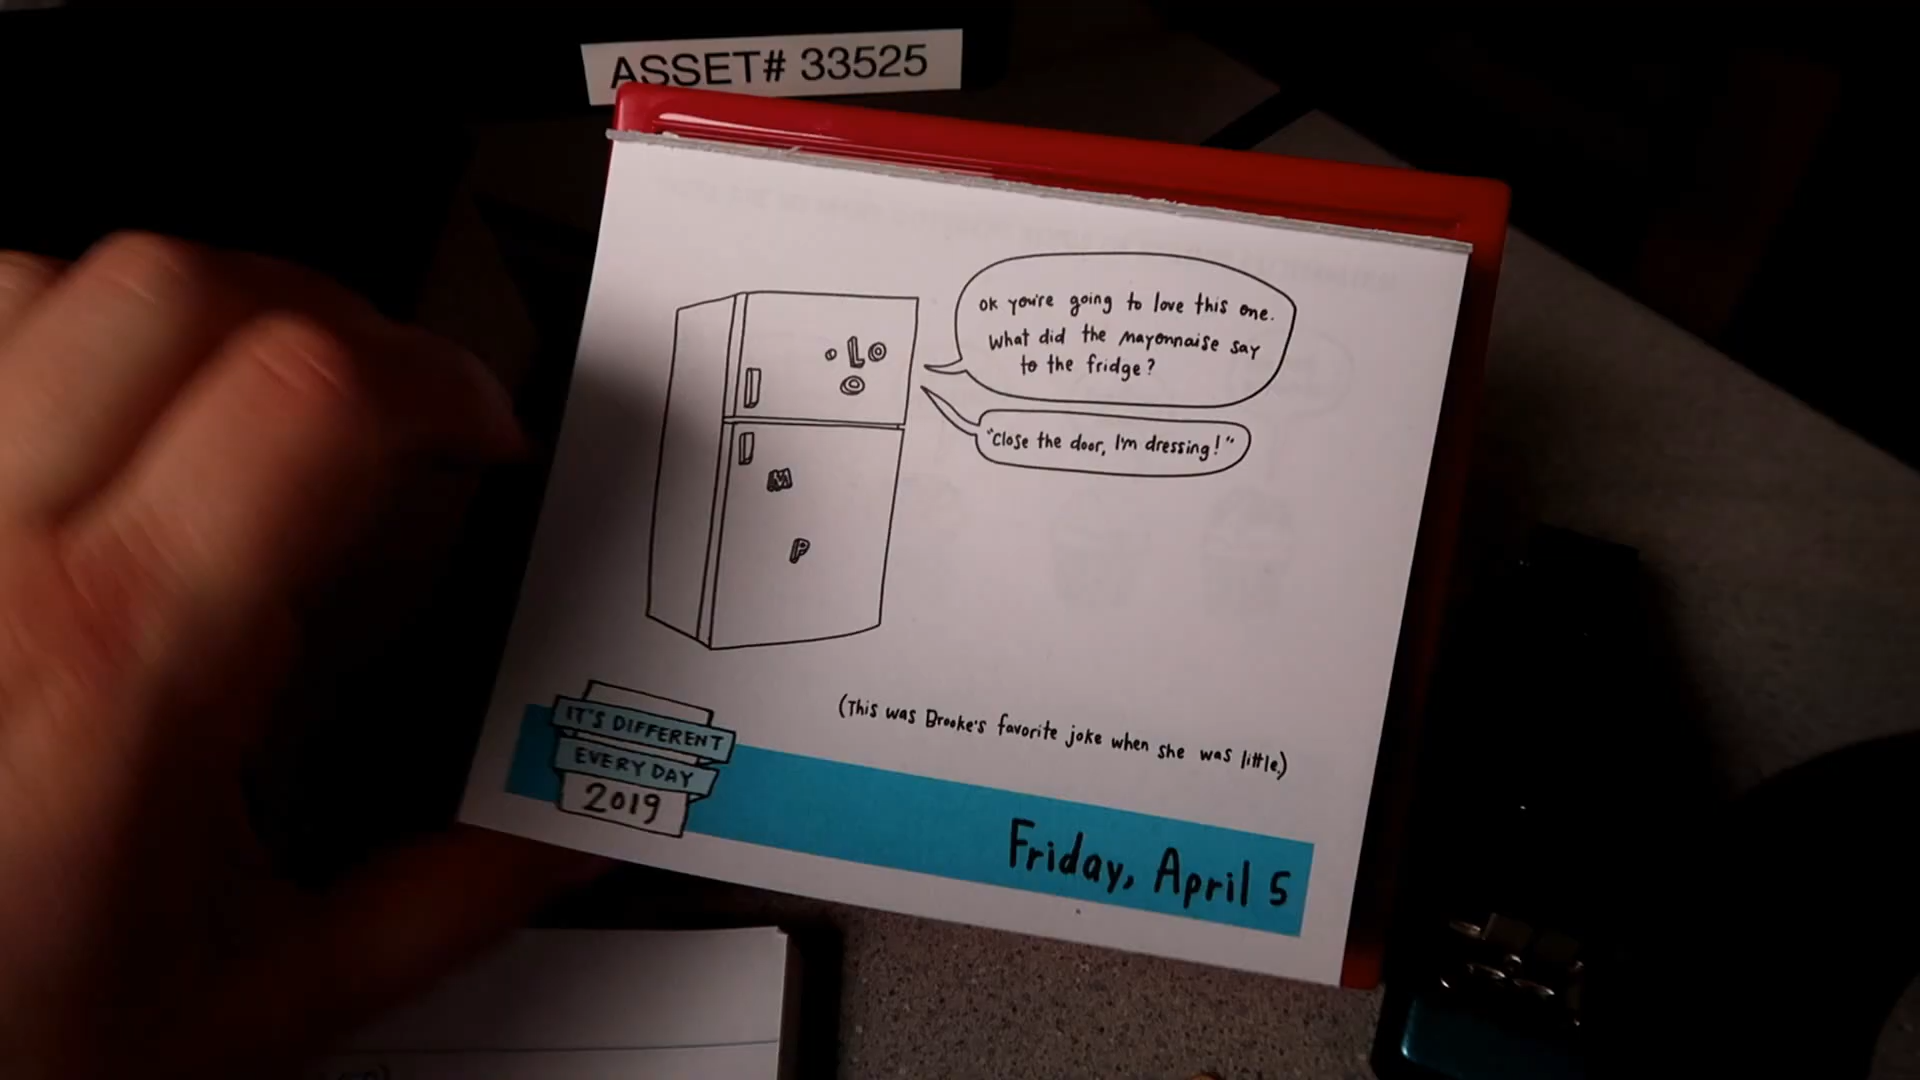 ASSET# 33525
OK you're going to love this one.
What did the mayonnaise say
to the fridge?
"Close the door, I'm dressing!"
o L O
O
M
P
(This was Brooke's favorite joke when she was little.)
IT'S DIFFERENT
EVERY DAY
2019
Friday, April 5